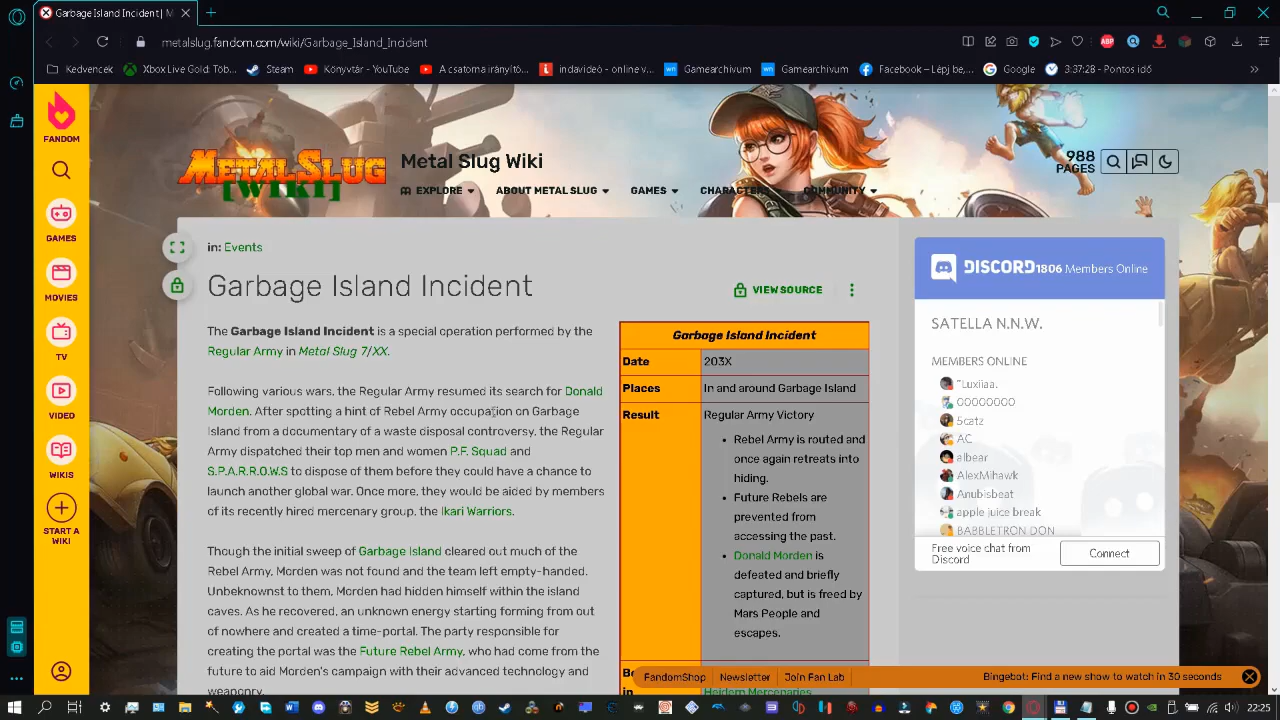 Garbage Island Incident | M
metalslug.fandom.com/wiki/Garbage_Island_Incident
Kedvencek
Xbox Live Gold: Töb...
Steam
Könyvtár - YouTube
A csatorna irányító...
indavideó - online v...
Gamearchivum
Gamearchivum
Facebook – Lépj be,...
Google
3:37:28 - Pontos idő
FANDOM
GAMES
MOVIES
TV
VIDEO
WIKIS
START A
WIKI
METAL SLUG
[WIKI]
Metal Slug Wiki
EXPLORE
ABOUT METAL SLUG
GAMES
CHARACTERS
COMMUNITY
988
PAGES
in: Events
Garbage Island Incident
VIEW SOURCE
The Garbage Island Incident is a special operation performed by the
Regular Army in Metal Slug 7/XX.
Following various wars, the Regular Army resumed its search for Donald
Morden. After spotting a hint of Rebel Army occupation on Garbage
Island from a documentary of a waste disposal controversy, the Regular
Army dispatched their top men and women P.F. Squad and
S.P.A.R.R.O.W.S to dispose of them before they could have a chance to
launch another global war. Once more, they would be aided by members
of its recently hired mercenary group, the Ikari Warriors.
Though the initial sweep of Garbage Island cleared out much of the
Rebel Army, Morden was not found and the team left empty-handed.
Unbeknownst to them, Morden had hidden himself within the island
caves. As he recovered, an unknown energy starting forming from out
of nowhere and created a time-portal. The party responsible for
creating the portal was the Future Rebel Army, who had come from the
future to aid Morden's campaign with their advanced technology and
weaponry.
Garbage Island Incident
Date
203X
Places
In and around Garbage Island
Result
Regular Army Victory
• Rebel Army is routed and
once again retreats into
hiding.
• Future Rebels are
prevented from
accessing the past.
• Donald Morden is
defeated and briefly
captured, but is freed by
Mars People and
escapes.
in
Haidern Mercenaries
DISCORD 1806 Members Online
SATELLA N.N.W.
MEMBERS ONLINE
"Luxiiaa.
00000000
5catz
AC
albear
AlexMihawk
Anubisbeat
apple juice break
BABBLETRON DON
Free voice chat from
Discord
Connect
FandomShop
Newsletter
Join Fan Lab
Bingebot: Find a new show to watch in 30 seconds
22:25